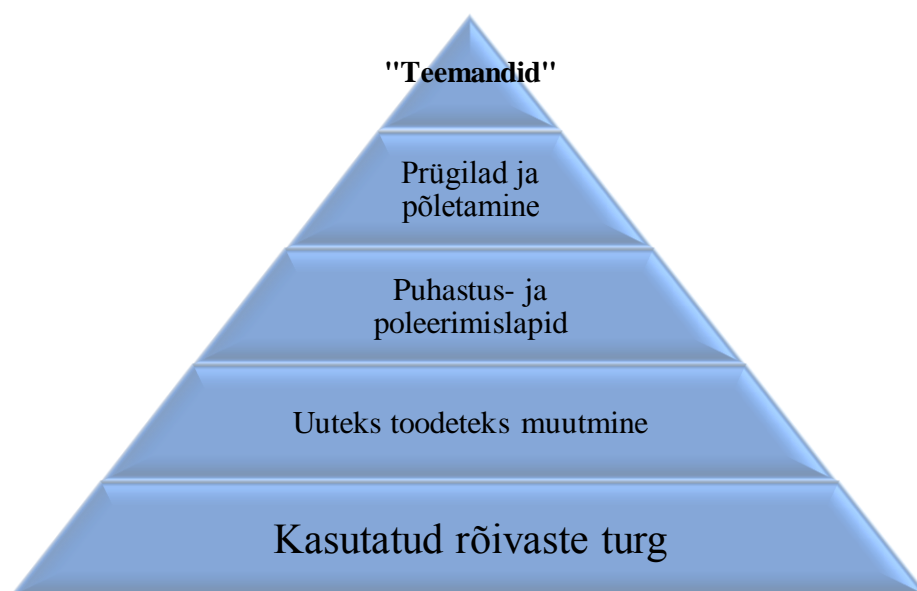 "Teemandid"
Prügilad ja
põletamine
Puhastus- ja
poleerimislapid
Uuteks toodeteks muutmine
Kasutatud rõivaste turg